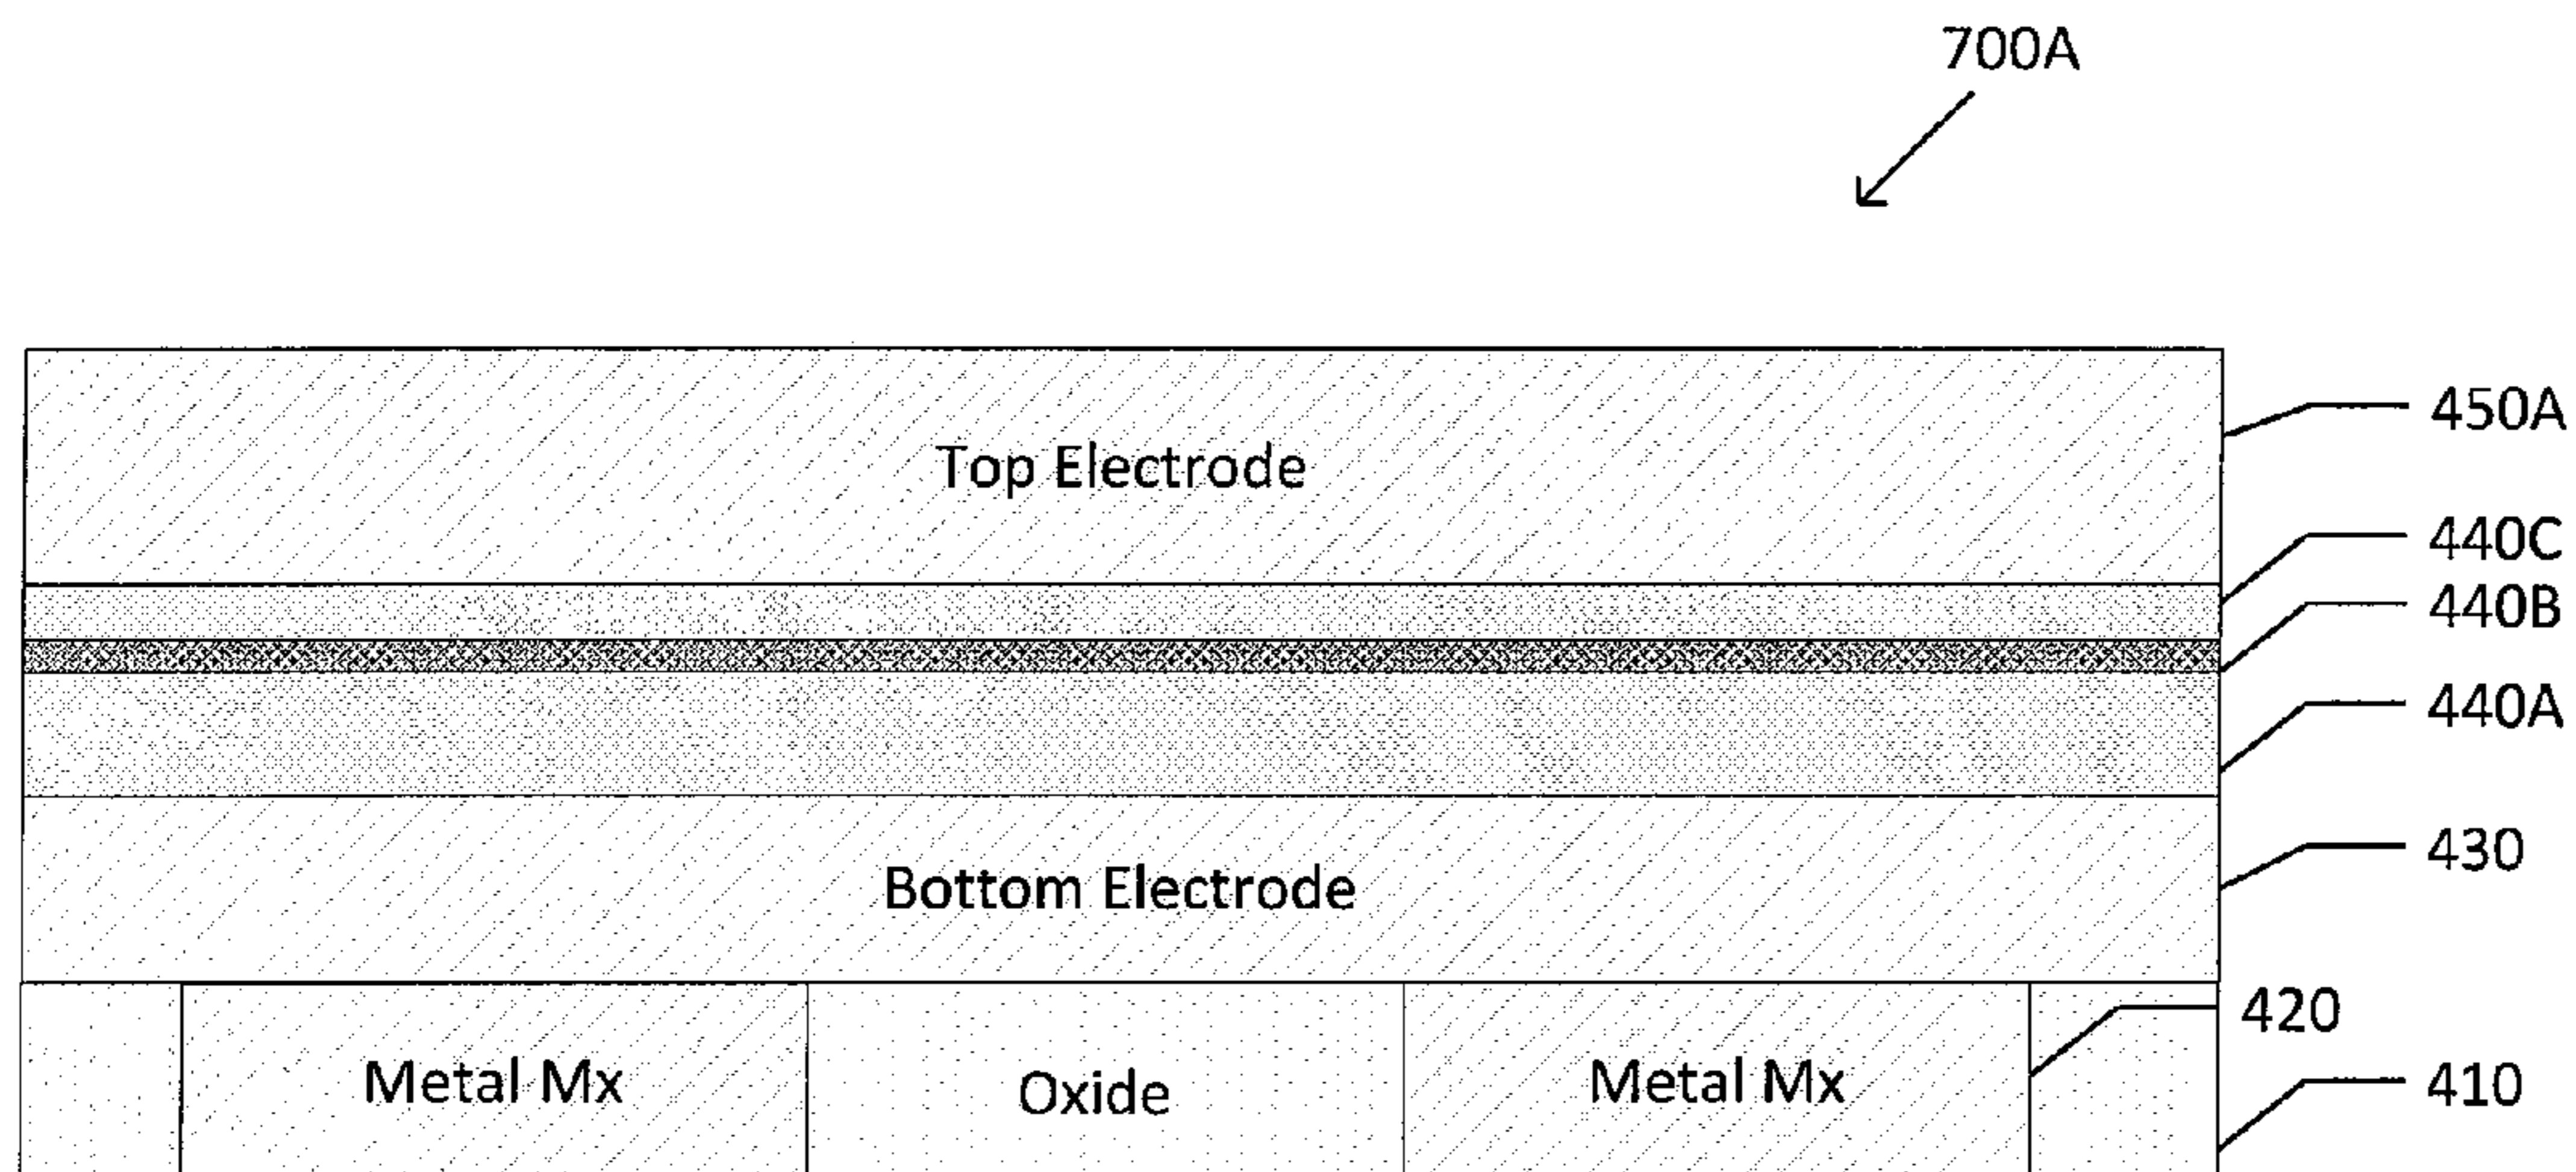 700A
450A
Top Electrode
440C
440B
440A
430
Bottom Electrode
420
Metal Mx
Oxide
Metal Mx
410